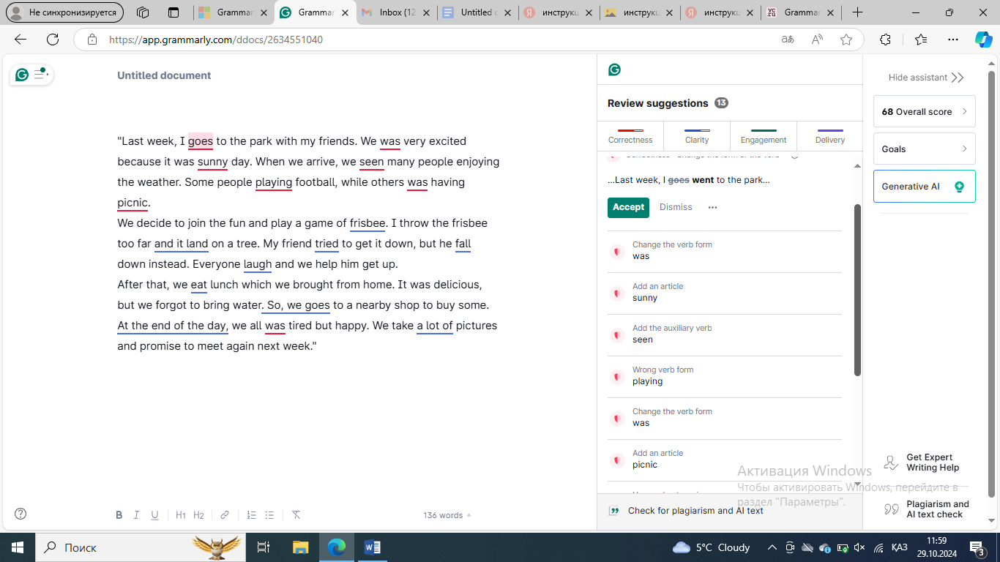 Не синхронизируется
Grammar
Grammar
Inbox (12
Untitled d
инструкц
инструкц
инструкц
Grammar
https://app.grammarly.com/ddocs/2634551040
Untitled document
"Last week, I goes to the park with my friends. We was very excited
because it was sunny day. When we arrive, we seen many people enjoying
the weather. Some people playing football, while others was having
picnic.
We decide to join the fun and play a game of frisbee. I throw the frisbee
too far and it land on a tree. My friend tried to get it down, but he fall
down instead. Everyone laugh and we help him get up.
After that, we eat lunch which we brought from home. It was delicious,
but we forgot to bring water. So, we goes to a nearby shop to buy some.
At the end of the day, we all was tired but happy. We take a lot of pictures
and promise to meet again next week."
B I U H1 H2
136 words
Review suggestions 13
Correctness
Clarity
Engagement
Delivery
Correctness · Change the form of the verb
...Last week, I goes went to the park...
Accept
Dismiss
Change the verb form
was
Add an article
sunny
Add the auxiliary verb
seen
Wrong verb form
playing
Change the verb form
was
Add an article
picnic
Check for plagiarism and AI text
Hide assistant
68 Overall score
Goals
Generative AI
Get Expert
Writing Help
Plagiarism and
AI text check
Активация Windows
Чтобы активировать Windows, перейдите в
раздел "Параметры".
Поиск
5°C Cloudy
ҚАЗ
11:59
29.10.2024
3